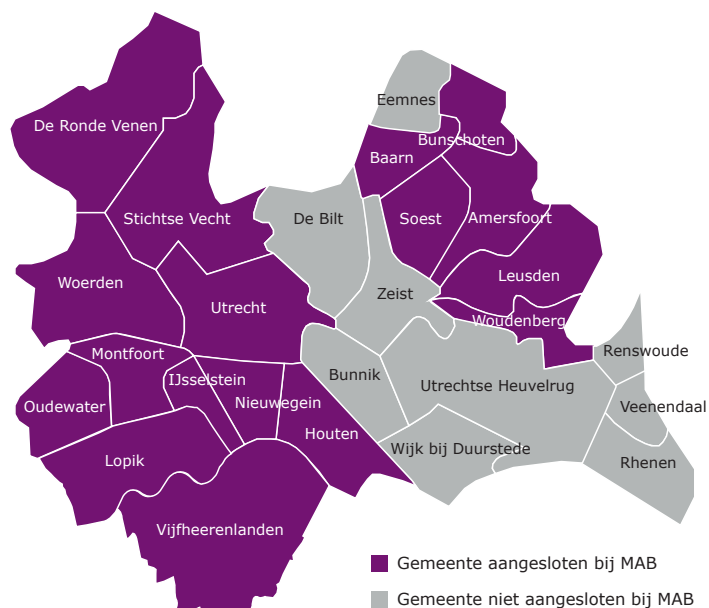 Eemnes
De Ronde Venen
Bunschoten
Baarn
Stichtse Vecht
De Bilt
Soest
Amersfoort
Woerden
Leusden
Utrecht
Zeist
Woudenberg
Montfoort
Renswoude
IJsselstein
Bunnik
Utrechtse Heuvelrug
Oudewater
Nieuwegein
Veenendaal
Houten
Wijk bij Duurstede
Lopik
Rhenen
Vijfheerenlanden
Gemeente aangesloten bij MAB
Gemeente niet aangesloten bij MAB